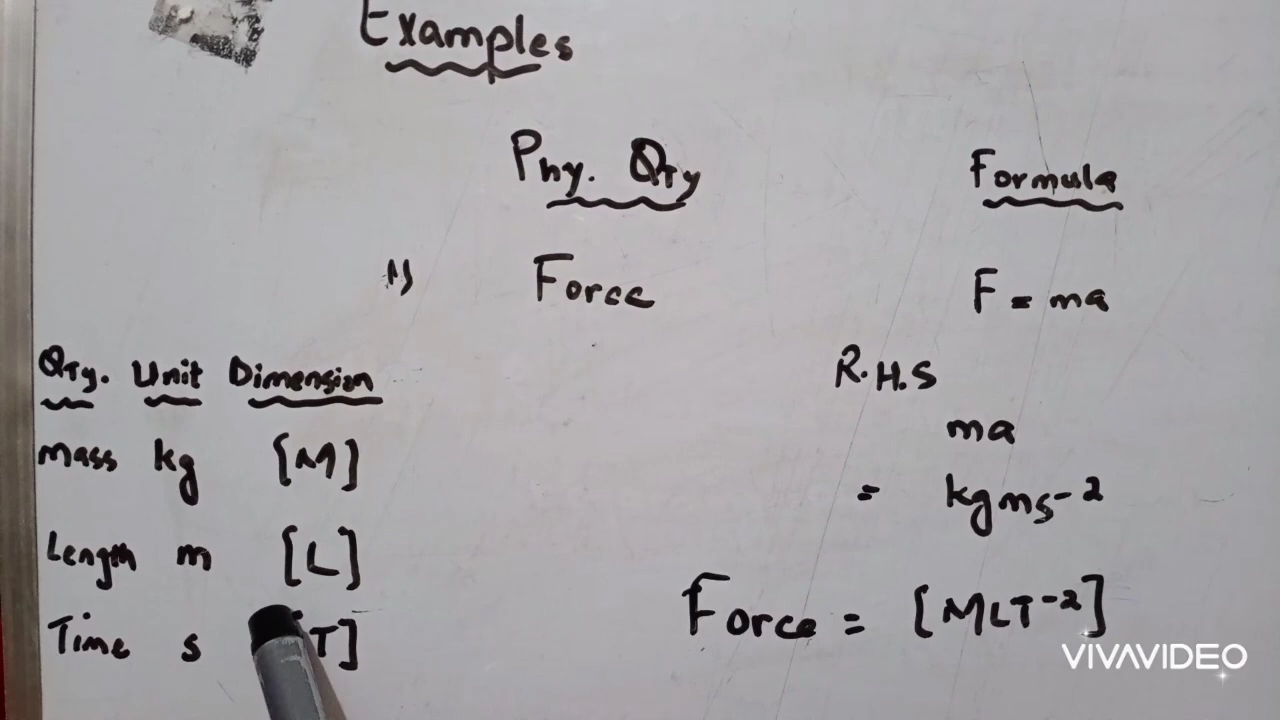 Examples
Phy. Qty Formula
1) Force F = ma
Qty. Unit Dimension
Mass kg [M]
Length m [L]
Time s [T]
R.H.S
ma
= kgms-2
Force = [MLT-2]
VIVAVIDEO